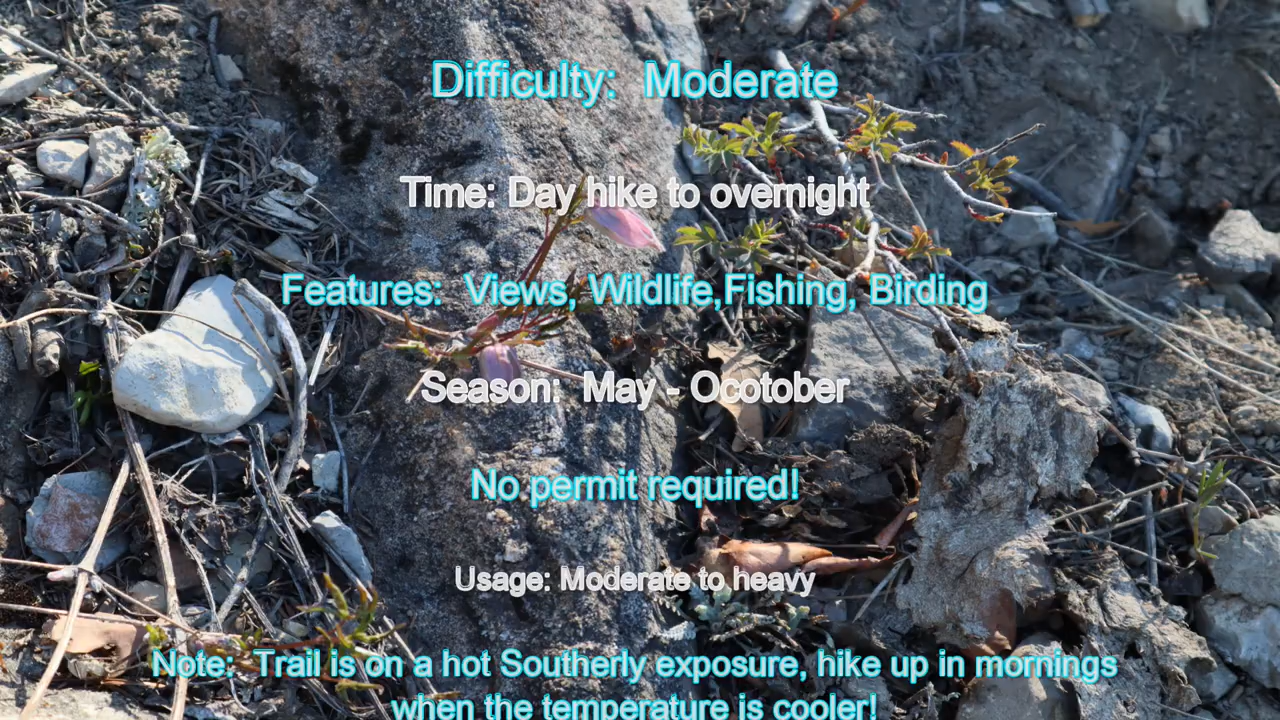 Difficulty: Moderate
Time: Day hike to overnight
Features: Views, Wildlife,Fishing, Birding
Season: May - Ocotober
No permit required!
Usage: Moderate to heavy
Note: Trail is on a hot Southerly exposure, hike up in mornings
when the temperature is cooler!